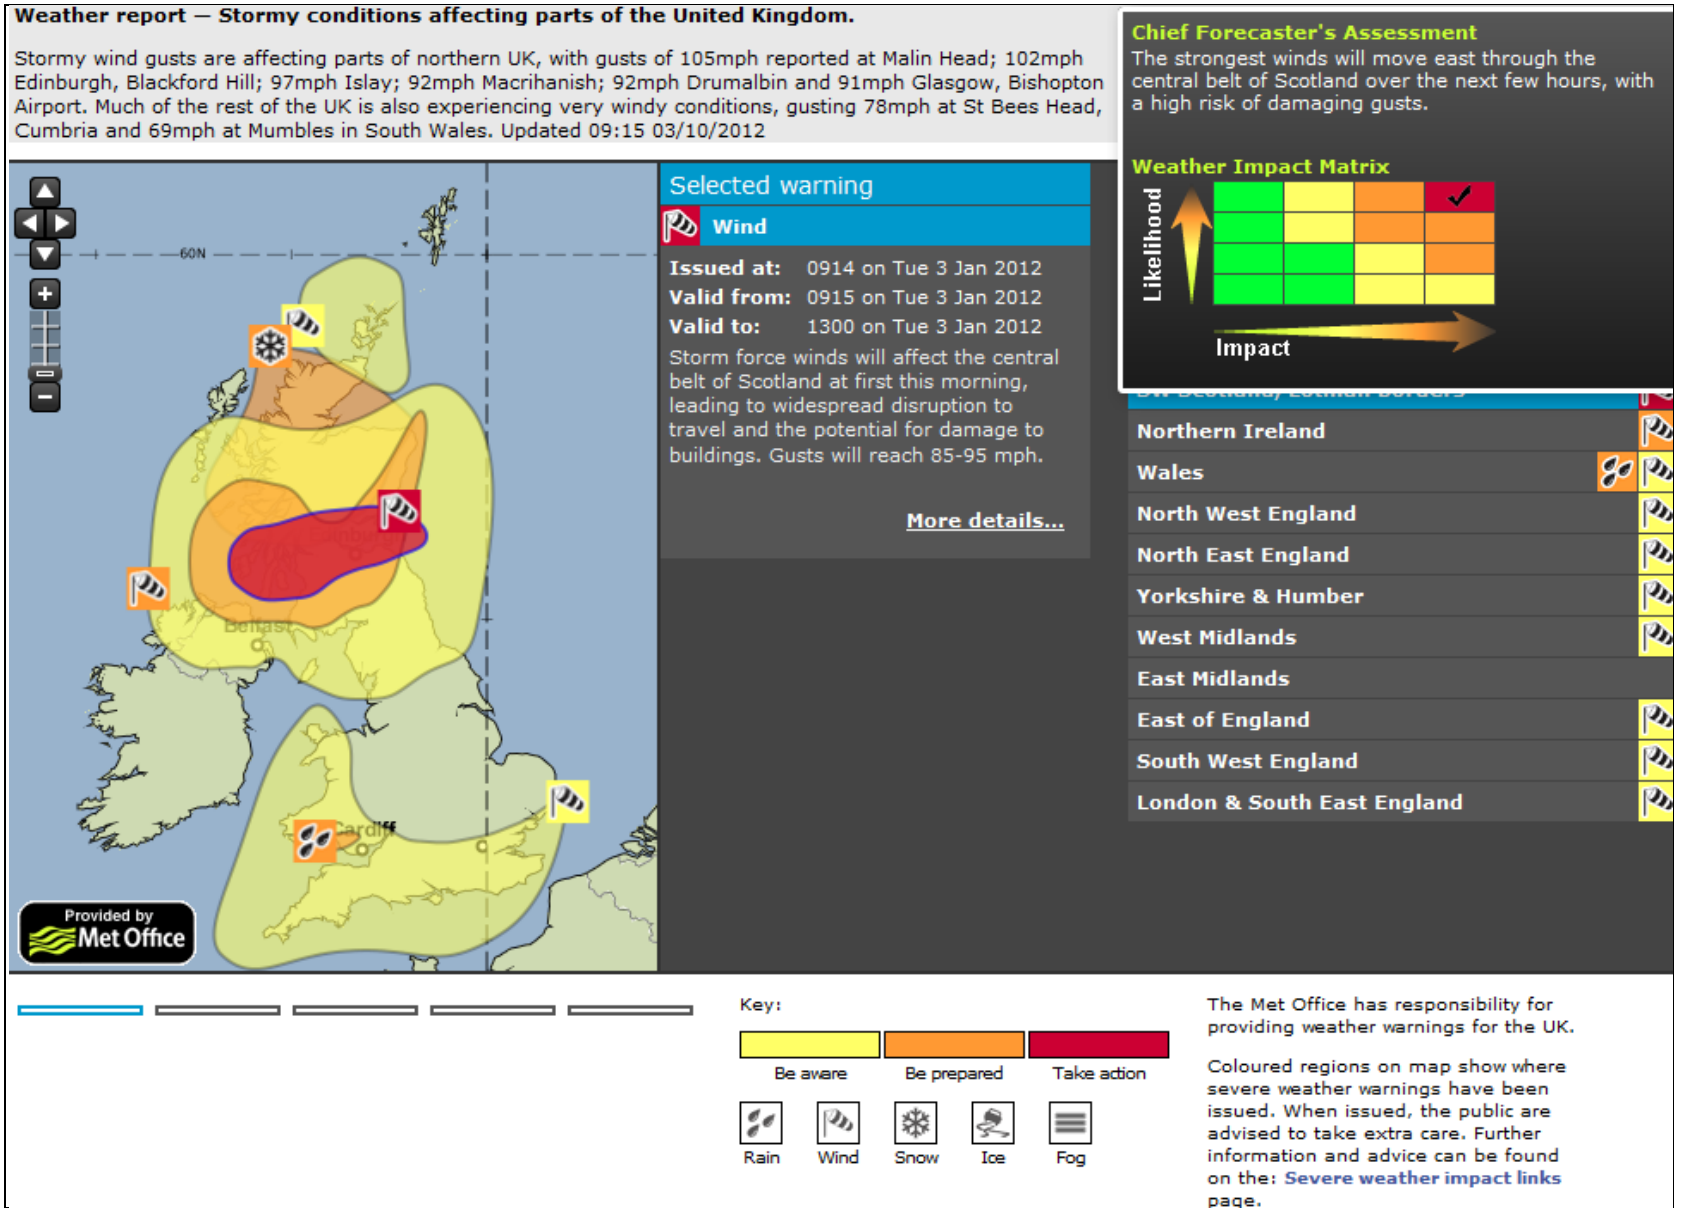 Weather report — Stormy conditions affecting parts of the United Kingdom.
Stormy wind gusts are affecting parts of northern UK, with gusts of 105mph reported at Malin Head; 102mph
Edinburgh, Blackford Hill; 97mph Islay; 92mph Macrihanish; 92mph Drumalbin and 91mph Glasgow, Bishopton
Airport. Much of the rest of the UK is also experiencing very windy conditions, gusting 78mph at St Bees Head,
Cumbria and 69mph at Mumbles in South Wales. Updated 09:15 03/10/2012
Chief Forecaster's Assessment
The strongest winds will move east through the
central belt of Scotland over the next few hours, with
a high risk of damaging gusts.
Weather Impact Matrix
Likelihood
Impact
60N
Edinburgh
Belfast
Cardiff
Provided by
Met Office
Selected warning
Wind
Issued at: 0914 on Tue 3 Jan 2012
Valid from: 0915 on Tue 3 Jan 2012
Valid to: 1300 on Tue 3 Jan 2012
Storm force winds will affect the central
belt of Scotland at first this morning,
leading to widespread disruption to
travel and the potential for damage to
buildings. Gusts will reach 85-95 mph.
More details...
SW Scotland, Lothian Borders
Northern Ireland
Wales
North West England
North East England
Yorkshire & Humber
West Midlands
East Midlands
East of England
South West England
London & South East England
Key:
Be aware Be prepared Take action
Rain Wind Snow Ice Fog
The Met Office has responsibility for
providing weather warnings for the UK.
Coloured regions on map show where
severe weather warnings have been
issued. When issued, the public are
advised to take extra care. Further
information and advice can be found
on the: Severe weather impact links
page.